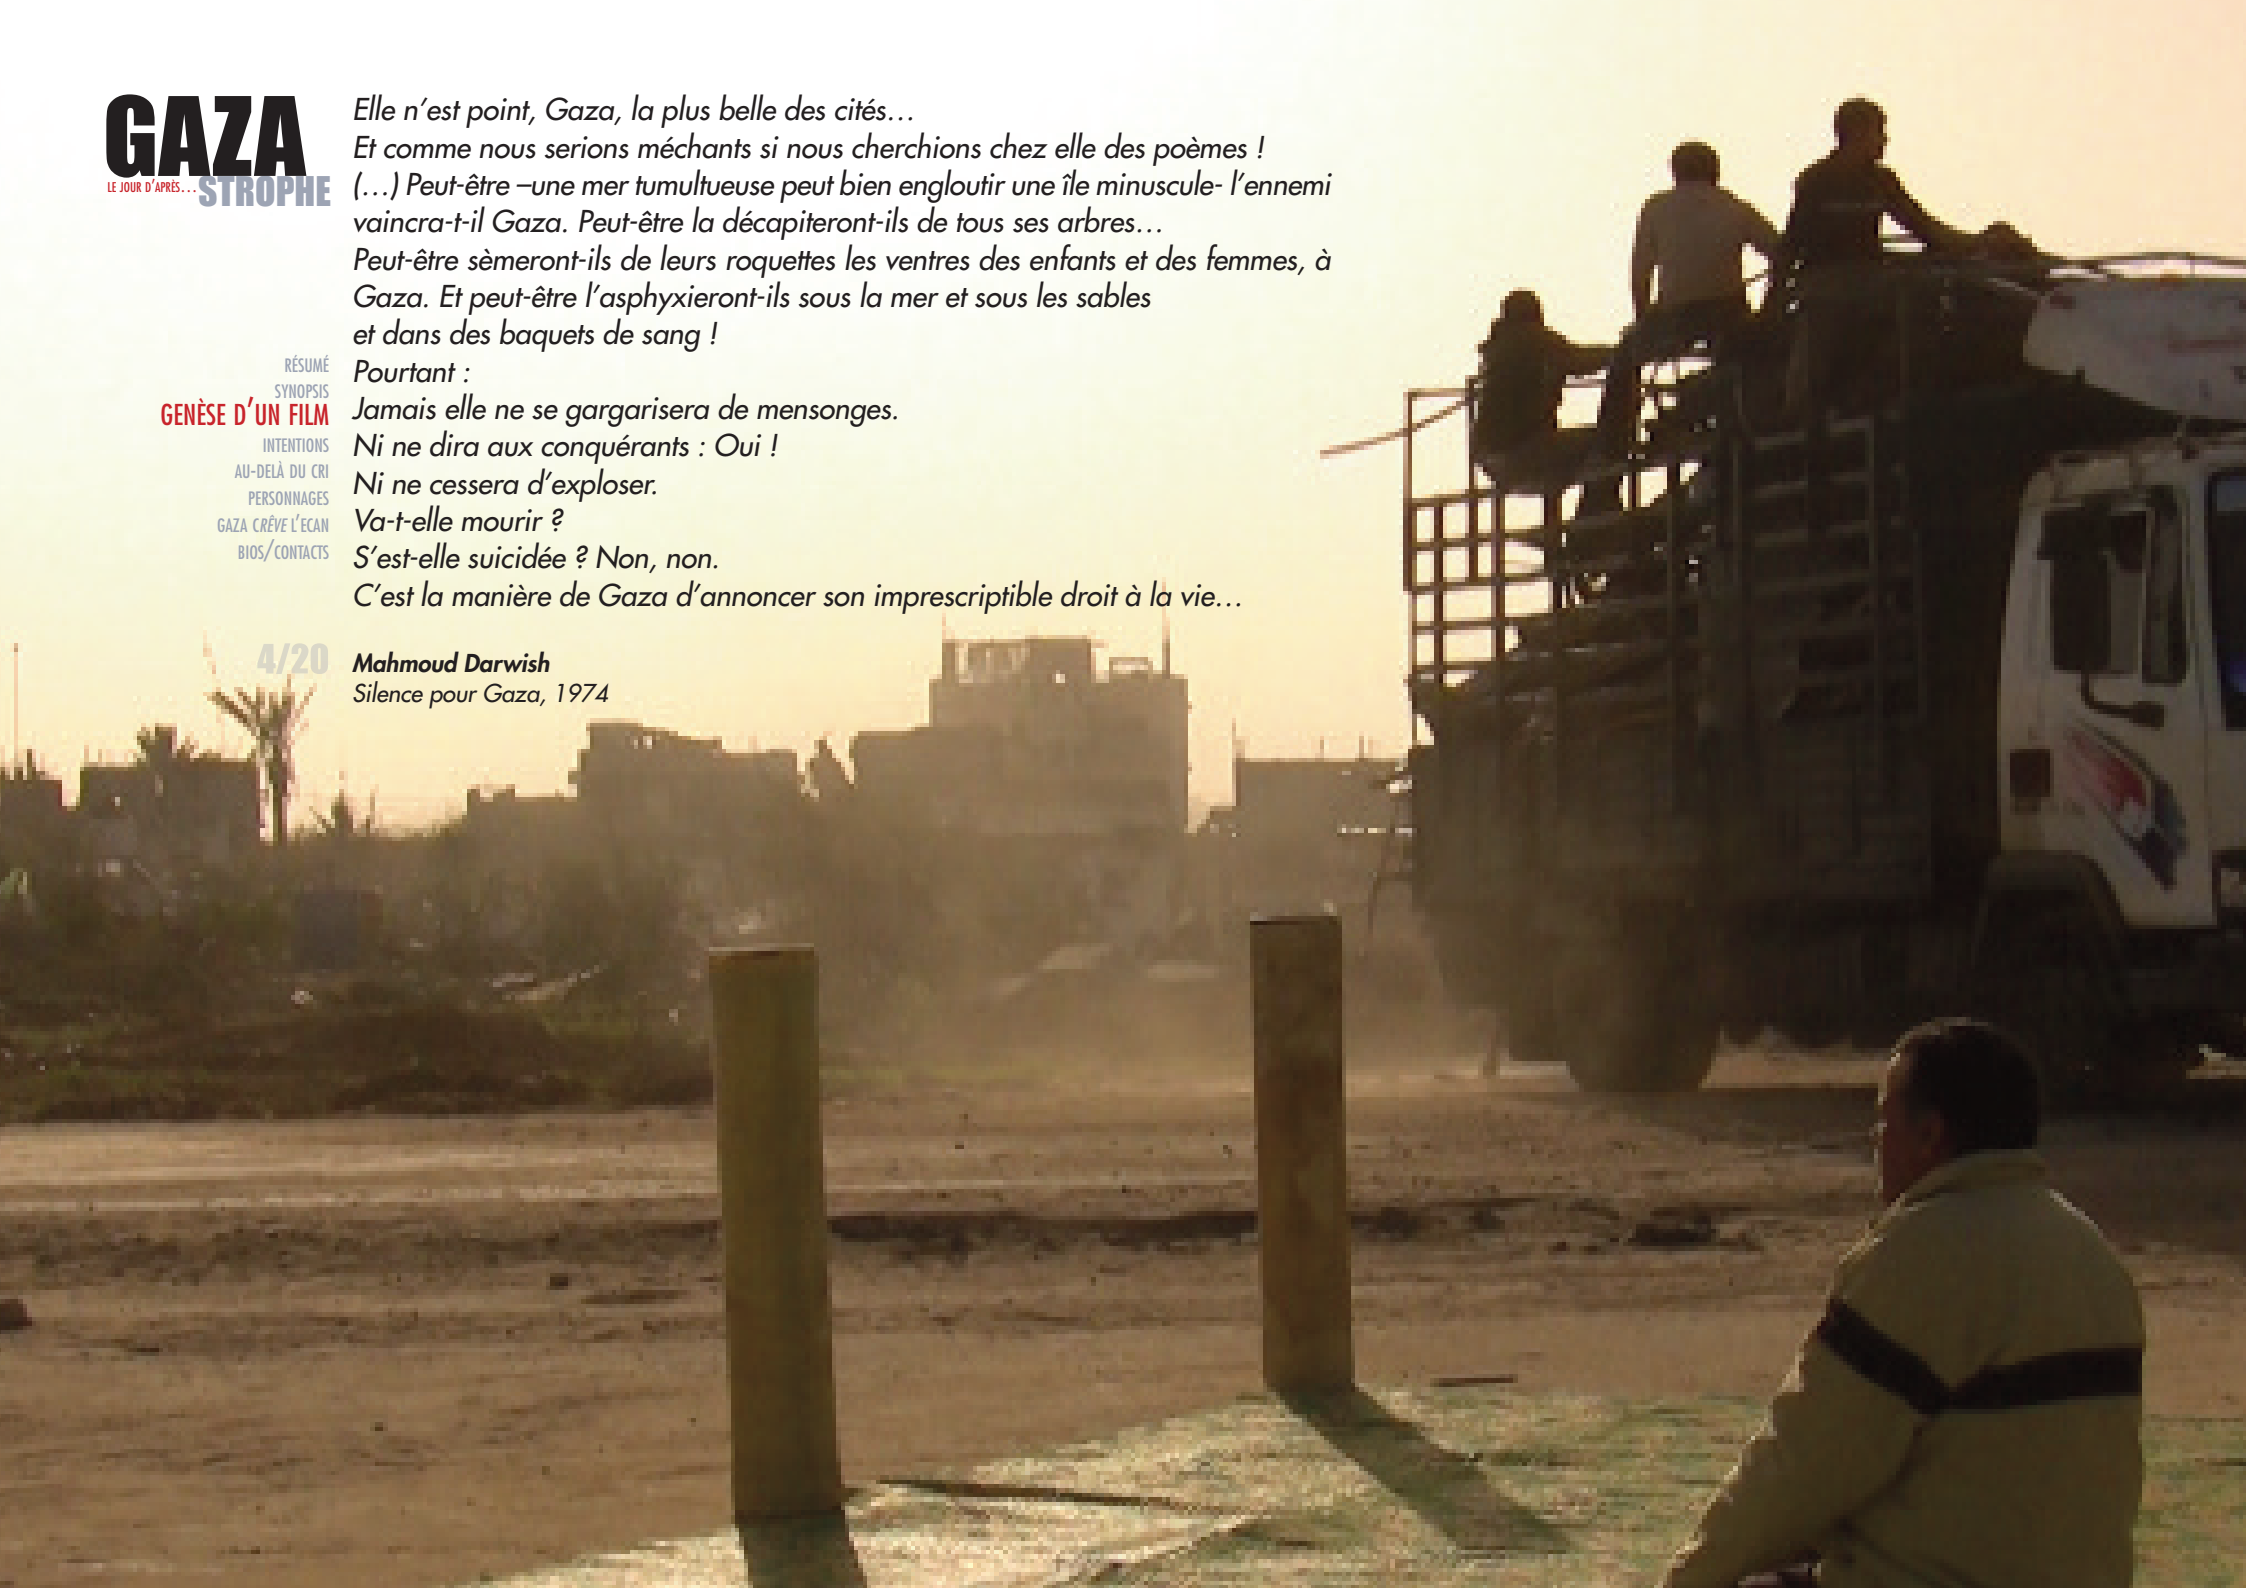 GAZA
LE JOUR D'APRÈS...STROPHE
Elle n'est point, Gaza, la plus belle des cités…
Et comme nous serions méchants si nous cherchions chez elle des poèmes !
(…) Peut-être –une mer tumultueuse peut bien engloutir une île minuscule- l'ennemi
vaincra-t-il Gaza. Peut-être la décapiteront-ils de tous ses arbres…
Peut-être sèmeront-ils de leurs roquettes les ventres des enfants et des femmes, à
Gaza. Et peut-être l'asphyxieront-ils sous la mer et sous les sables
et dans des baquets de sang !
Pourtant :
Jamais elle ne se gargarisera de mensonges.
Ni ne dira aux conquérants : Oui !
Ni ne cessera d'exploser.
Va-t-elle mourir ?
S'est-elle suicidée ? Non, non.
C'est la manière de Gaza d'annoncer son imprescriptible droit à la vie…
Mahmoud Darwish
Silence pour Gaza, 1974
RÉSUMÉ
SYNOPSIS
GENÈSE D'UN FILM
INTENTIONS
AU-DELÀ DU CRI
PERSONNAGES
GAZA CRÊVE L'ECAN
BIOS/CONTACTS
4/20